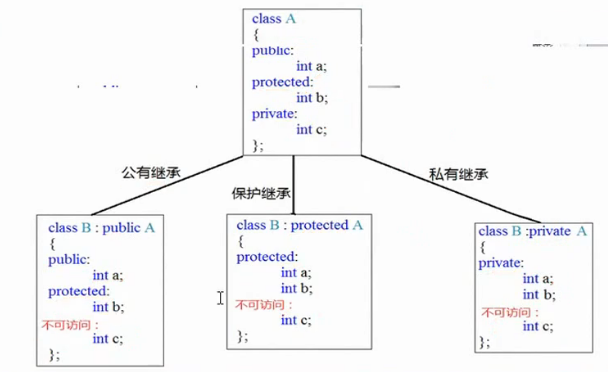 class A
{
public:
int a;
protected:
int b;
private:
int c;
};
公有继承
保护继承
私有继承
class B : public A
{
public:
int a;
protected:
int b;
不可访问：
int c;
};
class B : protected A
{
protected:
int a;
int b;
不可访问：
int c;
};
class B :private A
{
private:
int a;
int b;
不可访问：
int c;
};